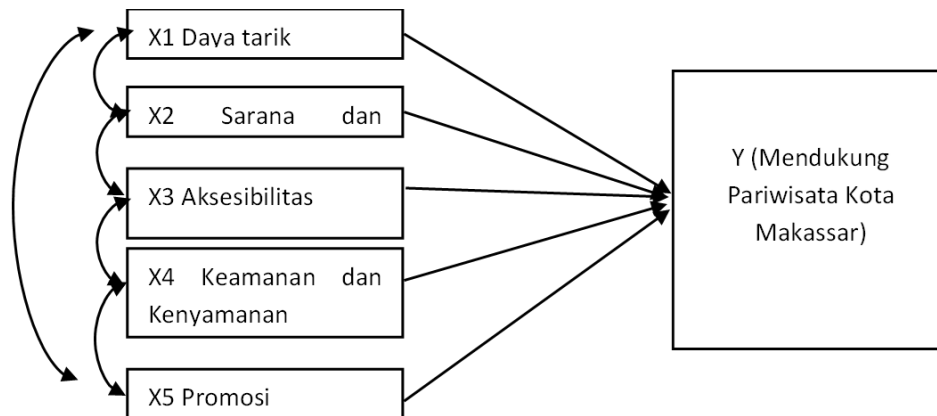 X1 Daya tarik
X2 Sarana dan
X3 Aksesibilitas
X4 Keamanan dan
Kenyamanan
X5 Promosi
Y (Mendukung
Pariwisata Kota
Makassar)